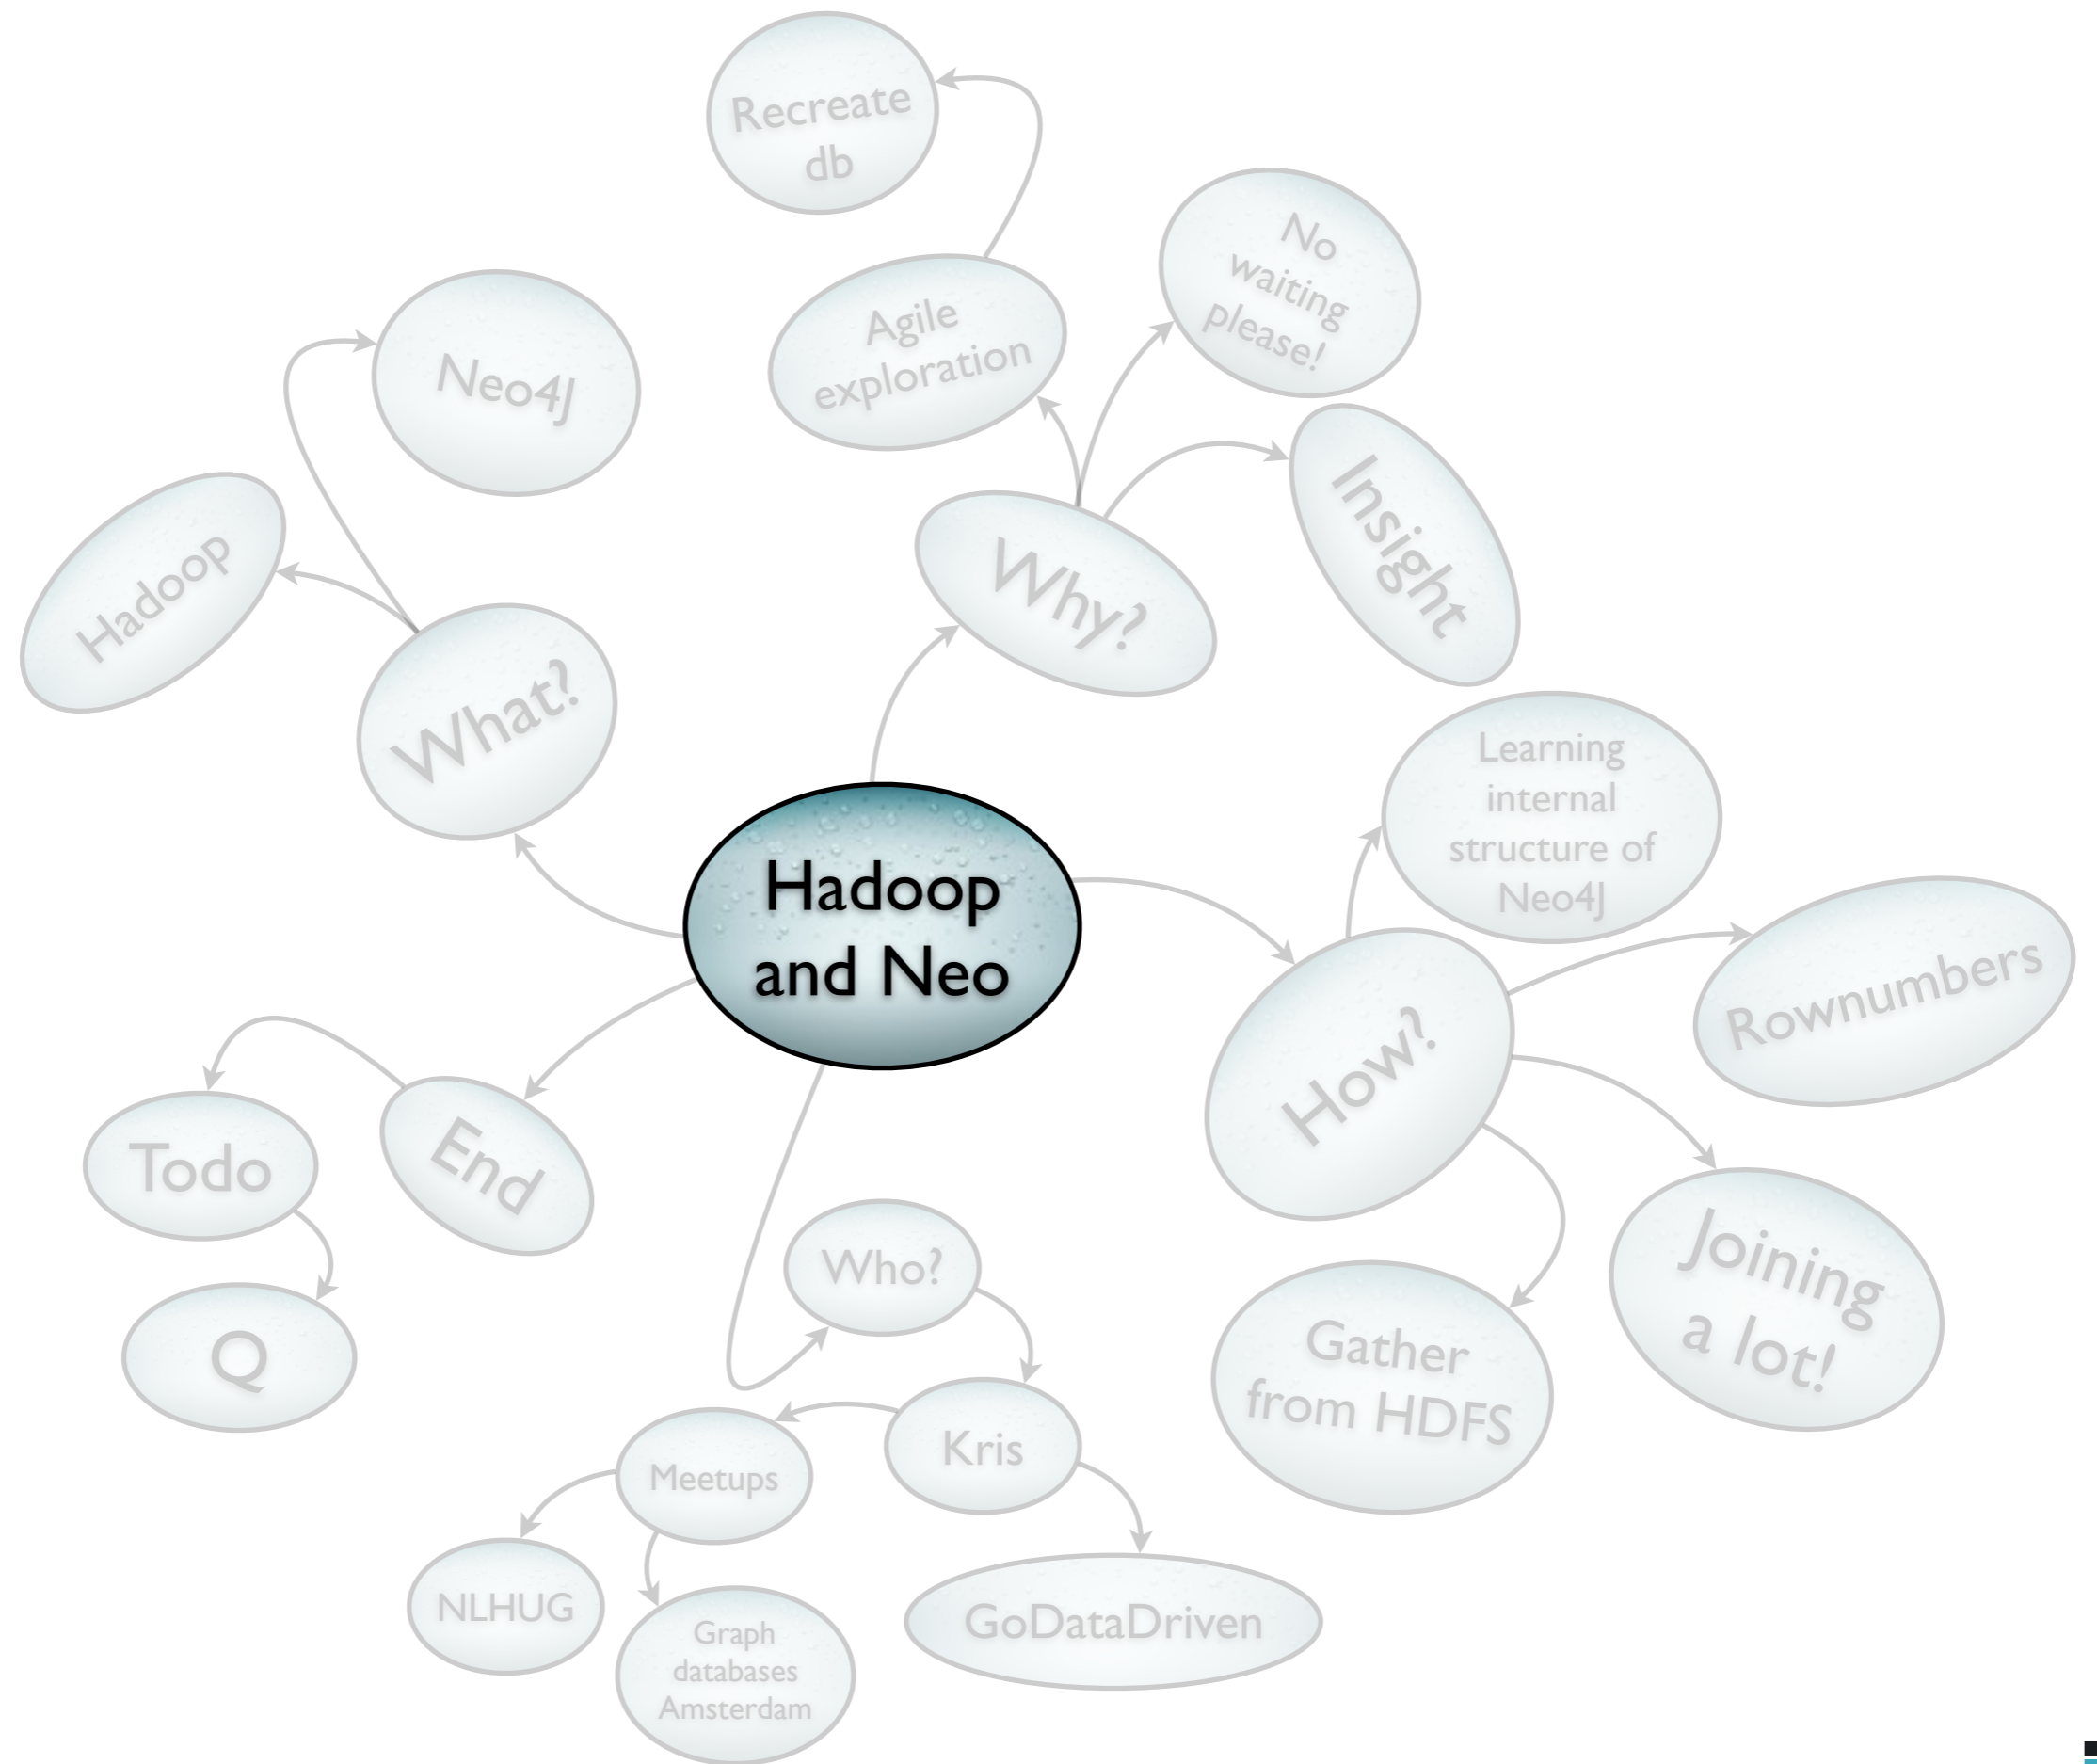 Recreate
db
No
waiting
please!
Agile
exploration
Neo4J
Insight
Hadoop
Why?
What?
Learning
internal
structure of
Neo4J
Hadoop
and Neo
Rownumbers
How?
Todo
End
Who?
Joining
a lot!
Q
Gather
from HDFS
Kris
Meetups
NLHUG
GoDataDriven
Graph
databases
Amsterdam